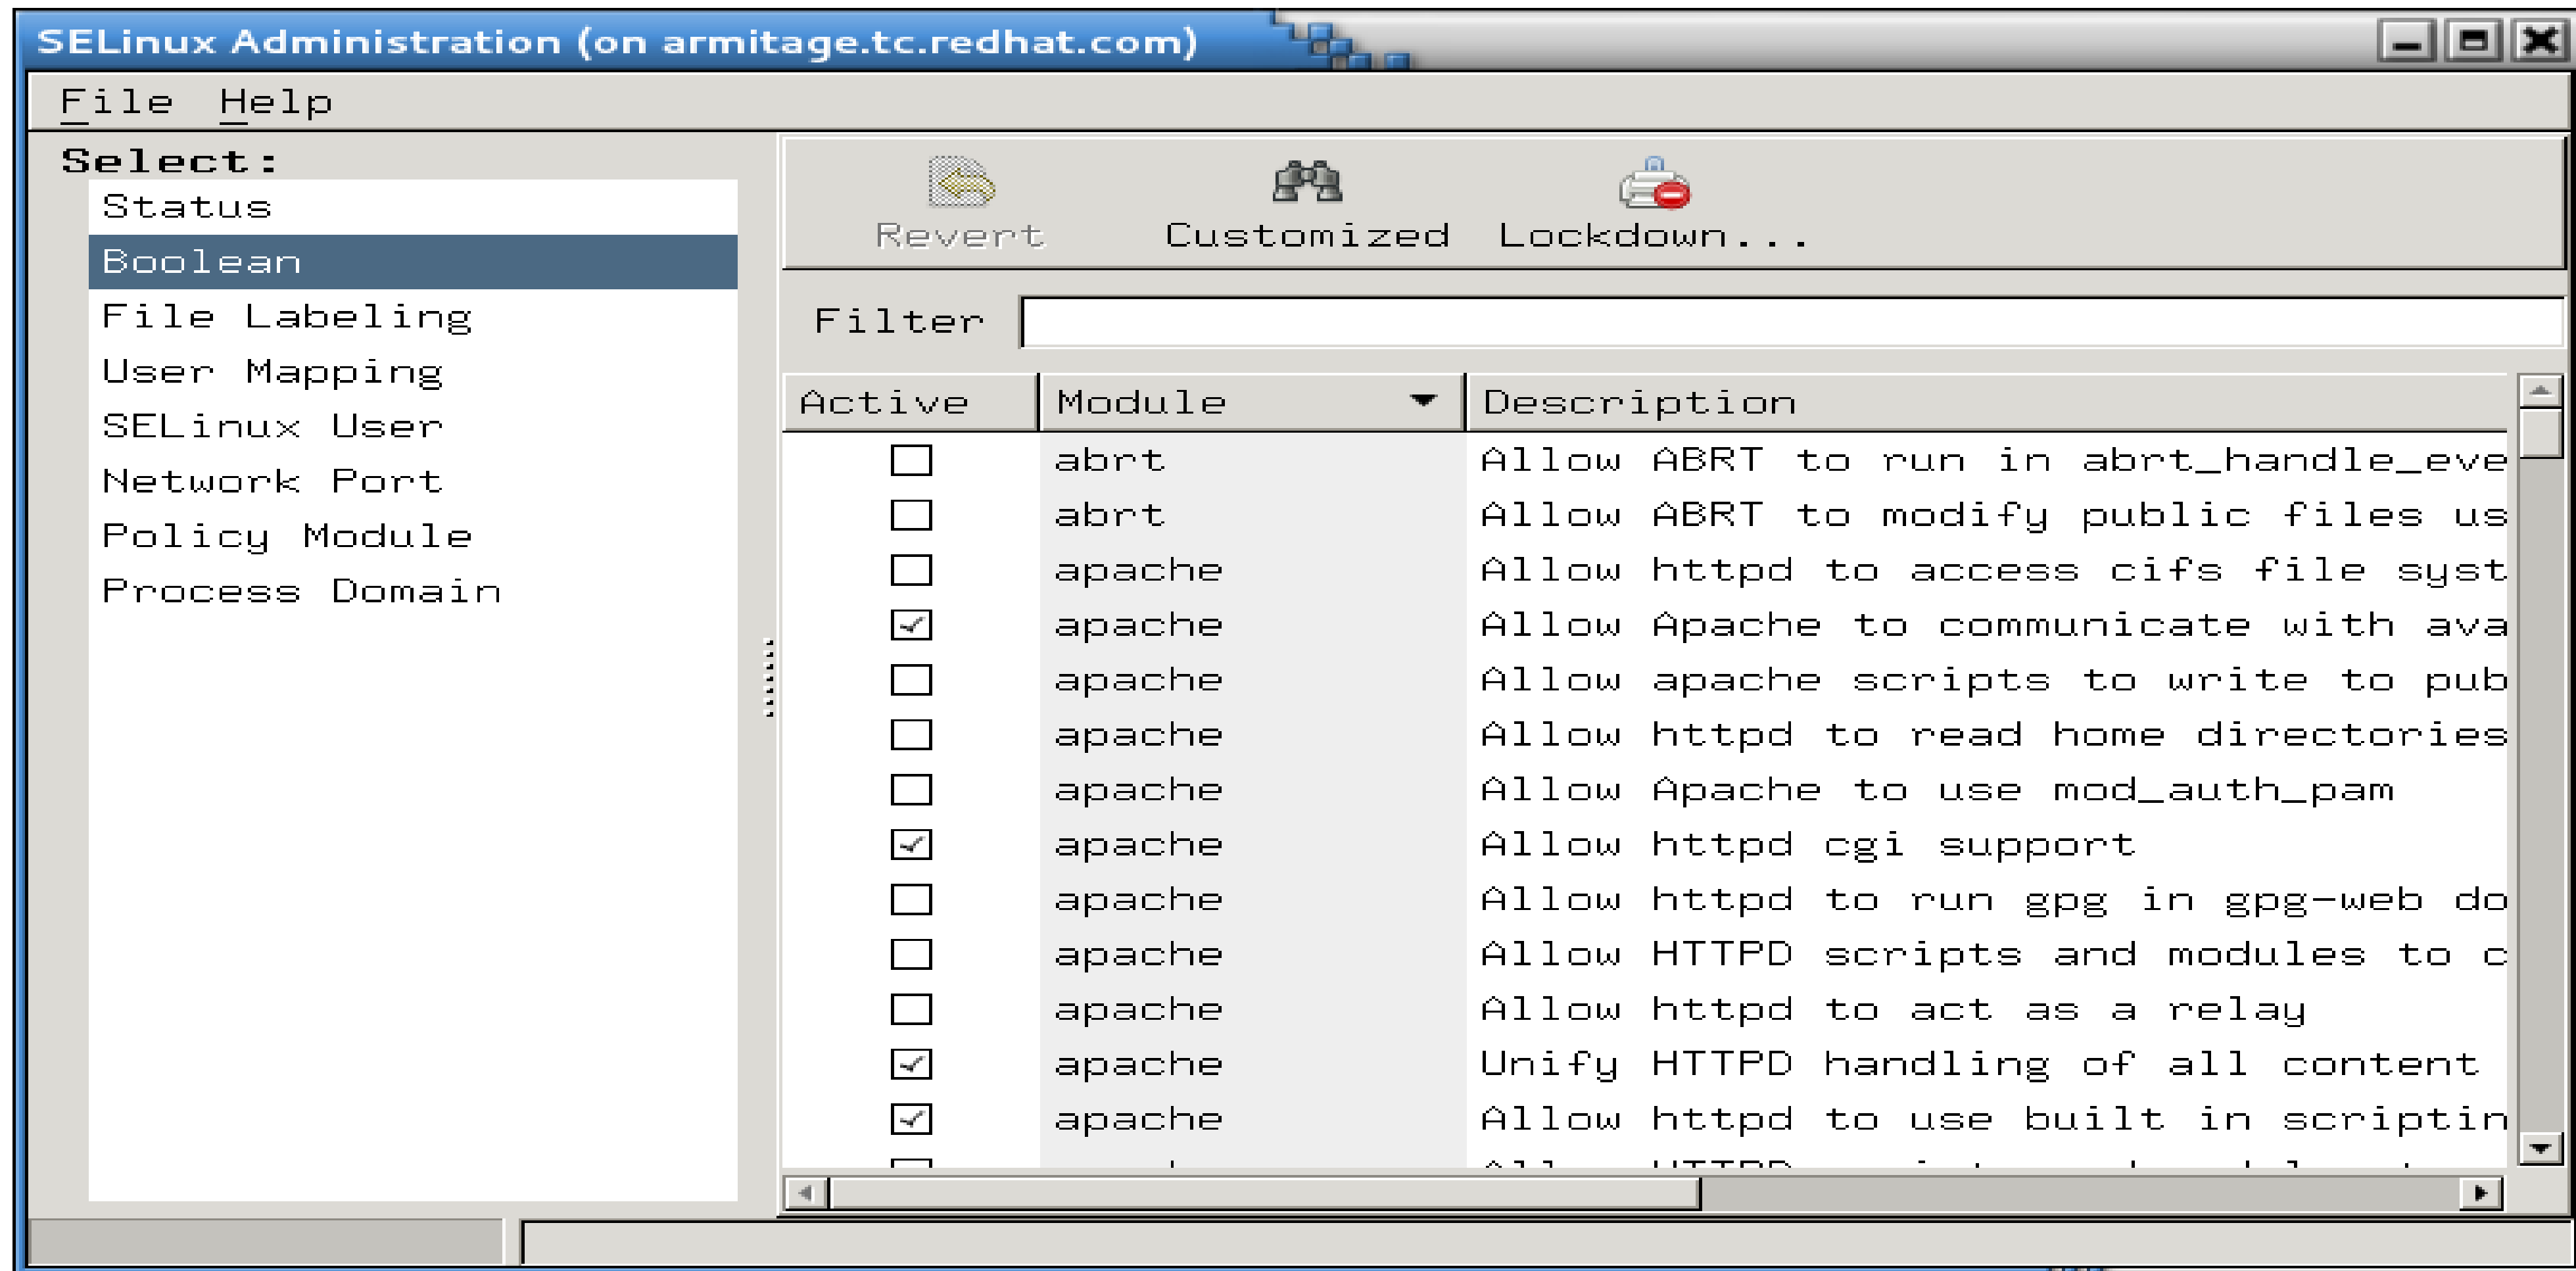 SELinux Administration (on armitage.tc.redhat.com)
File Help
Select:
Status
Boolean
File Labeling
User Mapping
SELinux User
Network Port
Policy Module
Process Domain
Revert Customized Lockdown...
Filter
Active Module Description
abrt Allow ABRT to run in abrt_handle_eve
abrt Allow ABRT to modify public files us
apache Allow httpd to access cifs file syst
apache Allow Apache to communicate with ava
apache Allow apache scripts to write to pub
apache Allow httpd to read home directories
apache Allow Apache to use mod_auth_pam
apache Allow httpd cgi support
apache Allow httpd to run gpg in gpg-web do
apache Allow HTTPD scripts and modules to c
apache Allow httpd to act as a relay
apache Unify HTTPD handling of all content
apache Allow httpd to use built in scriptin